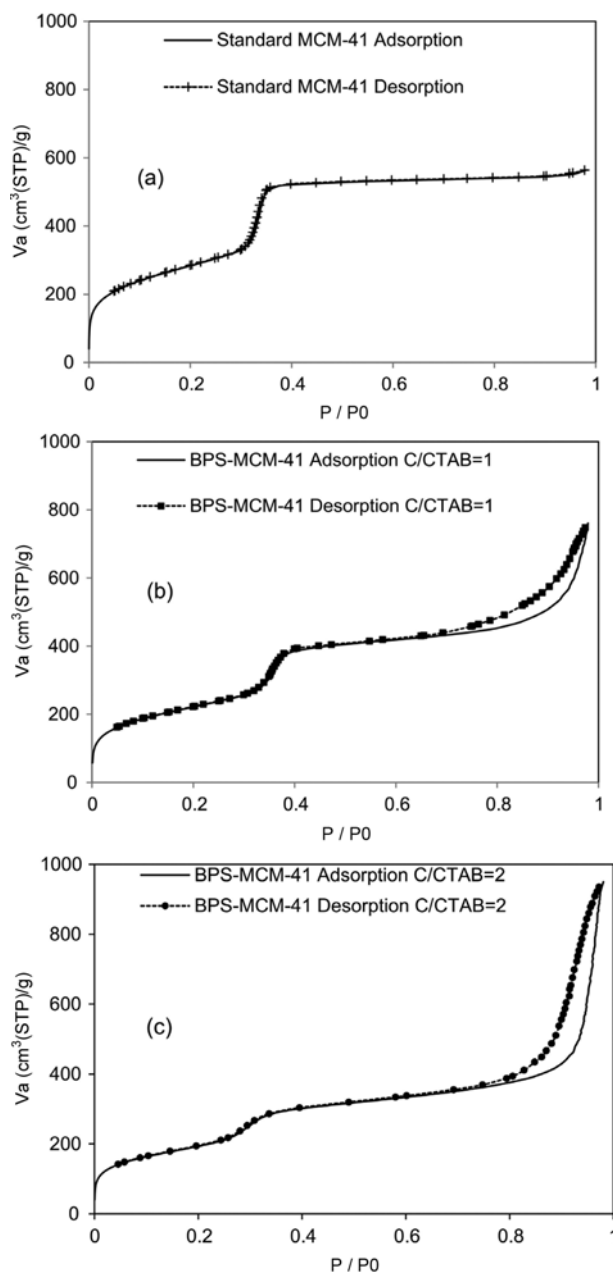 1000
Standard MCM-41 Adsorption
800
Standard MCM-41 Desorption
Va (cm³(STP)/g)
600
(a)
400
200
0
0 0.2 0.4 0.6 0.8 1
P / P0
1000
BPS-MCM-41 Adsorption C/CTAB=1
800
BPS-MCM-41 Desorption C/CTAB=1
Va (cm³(STP)/g)
600
(b)
400
200
0
0 0.2 0.4 0.6 0.8 1
P / P0
1000
BPS-MCM-41 Adsorption C/CTAB=2
BPS-MCM-41 Desorption C/CTAB=2
800
Va (cm³(STP)/g)
600
(c)
400
200
0
0 0.2 0.4 0.6 0.8 1
P / P0